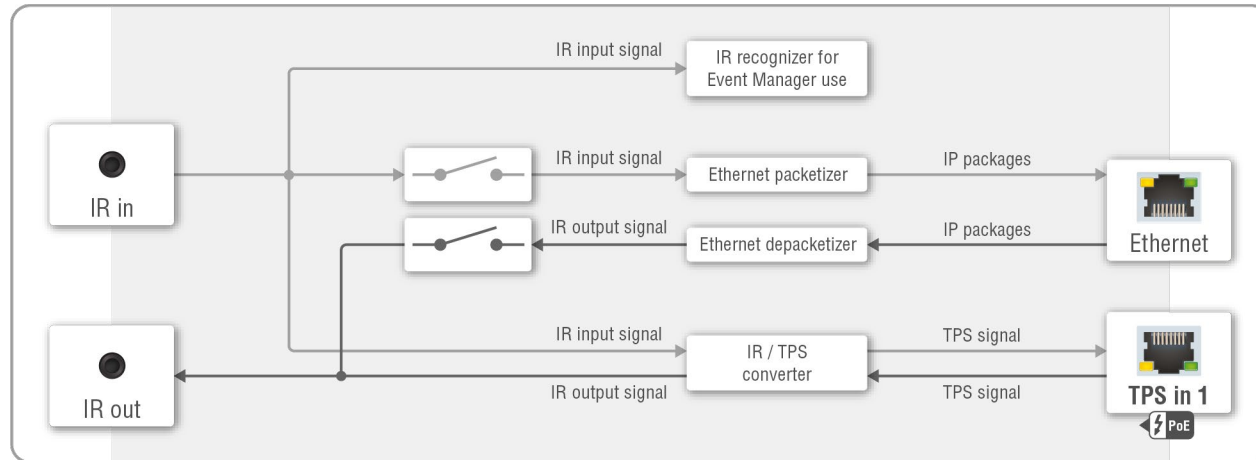 IR input signal
IR recognizer for
Event Manager use
IR in
IR input signal
Ethernet packetizer
IP packages
IR output signal
Ethernet depacketizer
IP packages
Ethernet
IR input signal
IR / TPS
converter
TPS signal
IR out
IR output signal
TPS signal
TPS in 1
PoE